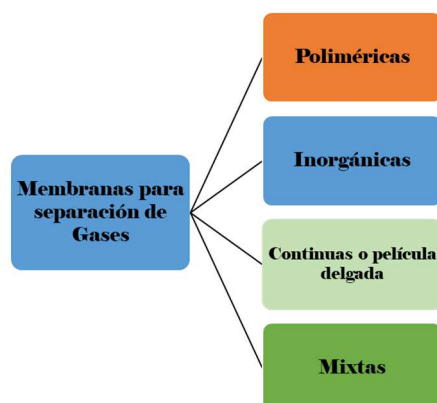 Poliméricas
Inorgánicas
Membranas para
separación de
Gases
Continuas o película
delgada
Mixtas